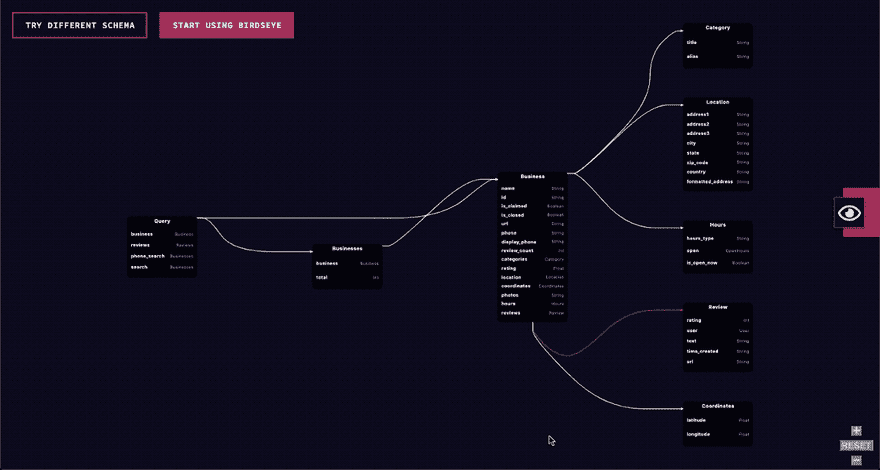 TRY DIFFERENT SCHEMA
START USING BIRDSEYE
Query
business Business
reviews Reviews
phone_search Businesses
search Businesses
Businesses
business Business
total Int
Business
name String
id String
is_claimed Boolean
is_closed Boolean
url String
phone String
display_phone String
review_count Int
categories Category
rating Float
location Location
coordinates Coordinates
photos String
hours Hours
reviews Review
Category
title String
alias String
Location
address1 String
address2 String
address3 String
city String
state String
zip_code String
country String
formatted_address String
Hours
hours_type String
open
is_open_now Boolean
Review
rating Int
user User
text String
time_created String
url String
Coordinates
latitude Float
longitude Float
RESET